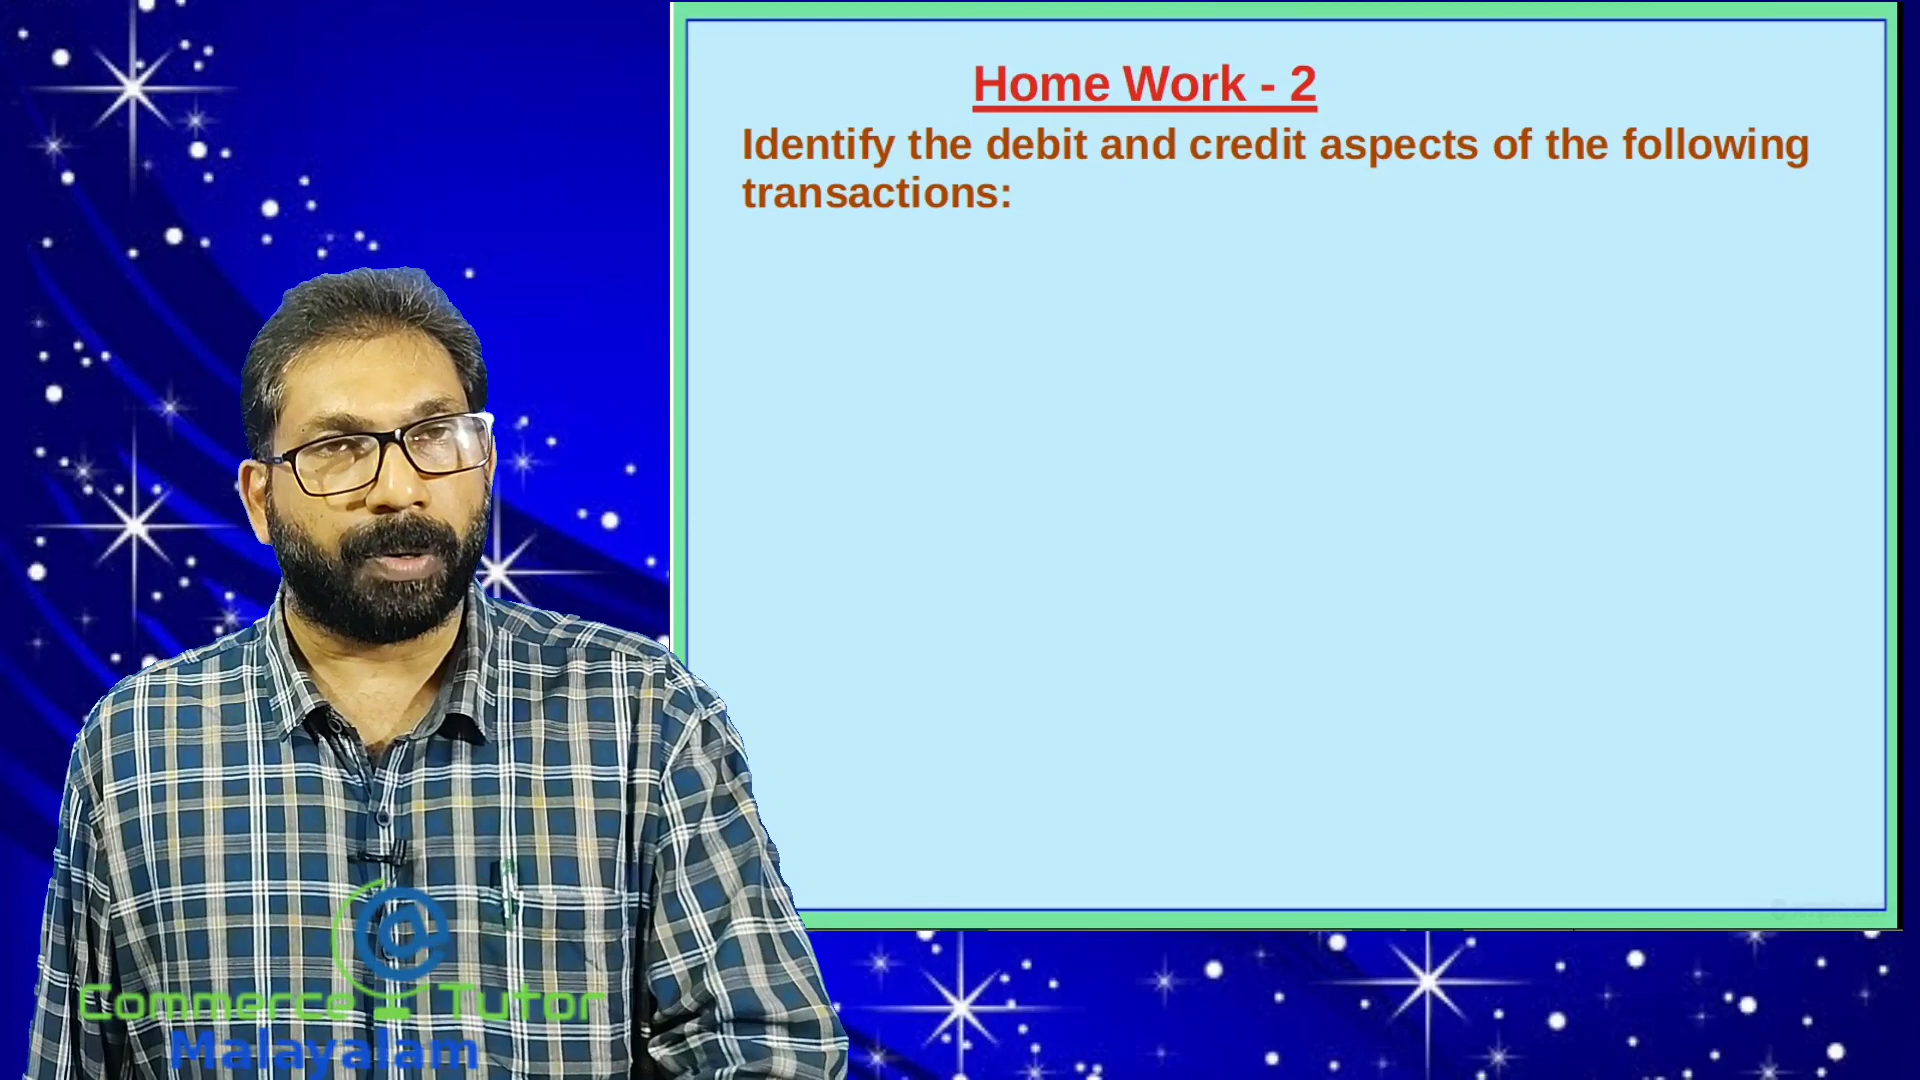 Home Work - 2
Identify the debit and credit aspects of the following
transactions:
Commerce Tutor
Malayalam